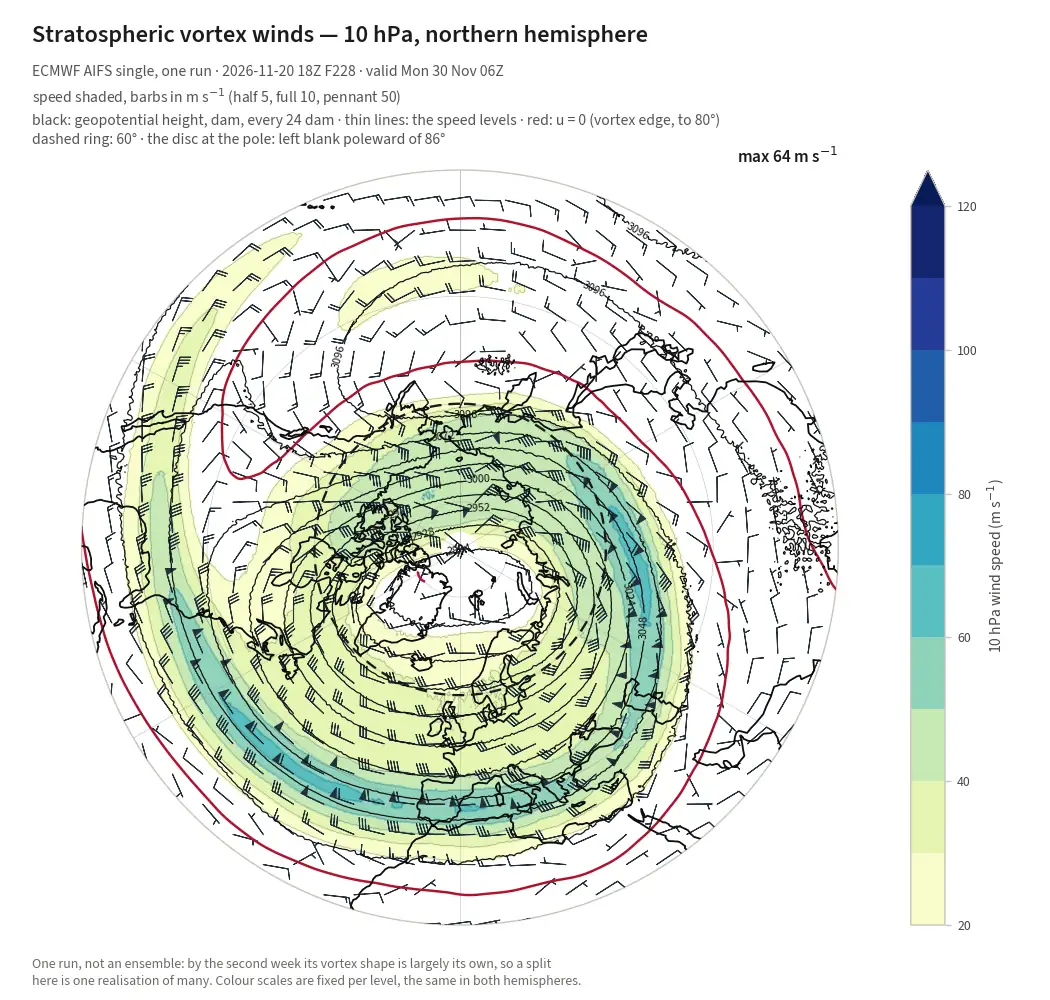 Stratospheric vortex winds — 10 hPa, northern hemisphere
ECMWF AIFS single, one run · 2026-11-20 18Z F228 · valid Mon 30 Nov 06Z
speed shaded, barbs in m s⁻¹ (half 5, full 10, pennant 50)
black: geopotential height, dam, every 24 dam · thin lines: the speed levels · red: u = 0 (vortex edge, to 80°)
dashed ring: 60° · the disc at the pole: left blank poleward of 86°
max 64 m s⁻¹
3096
3096
3096
3000
2952
2928
3024
3048
120
100
80
60
40
20
10 hPa wind speed (m s⁻¹)
One run, not an ensemble: by the second week its vortex shape is largely its own, so a split
here is one realisation of many. Colour scales are fixed per level, the same in both hemispheres.